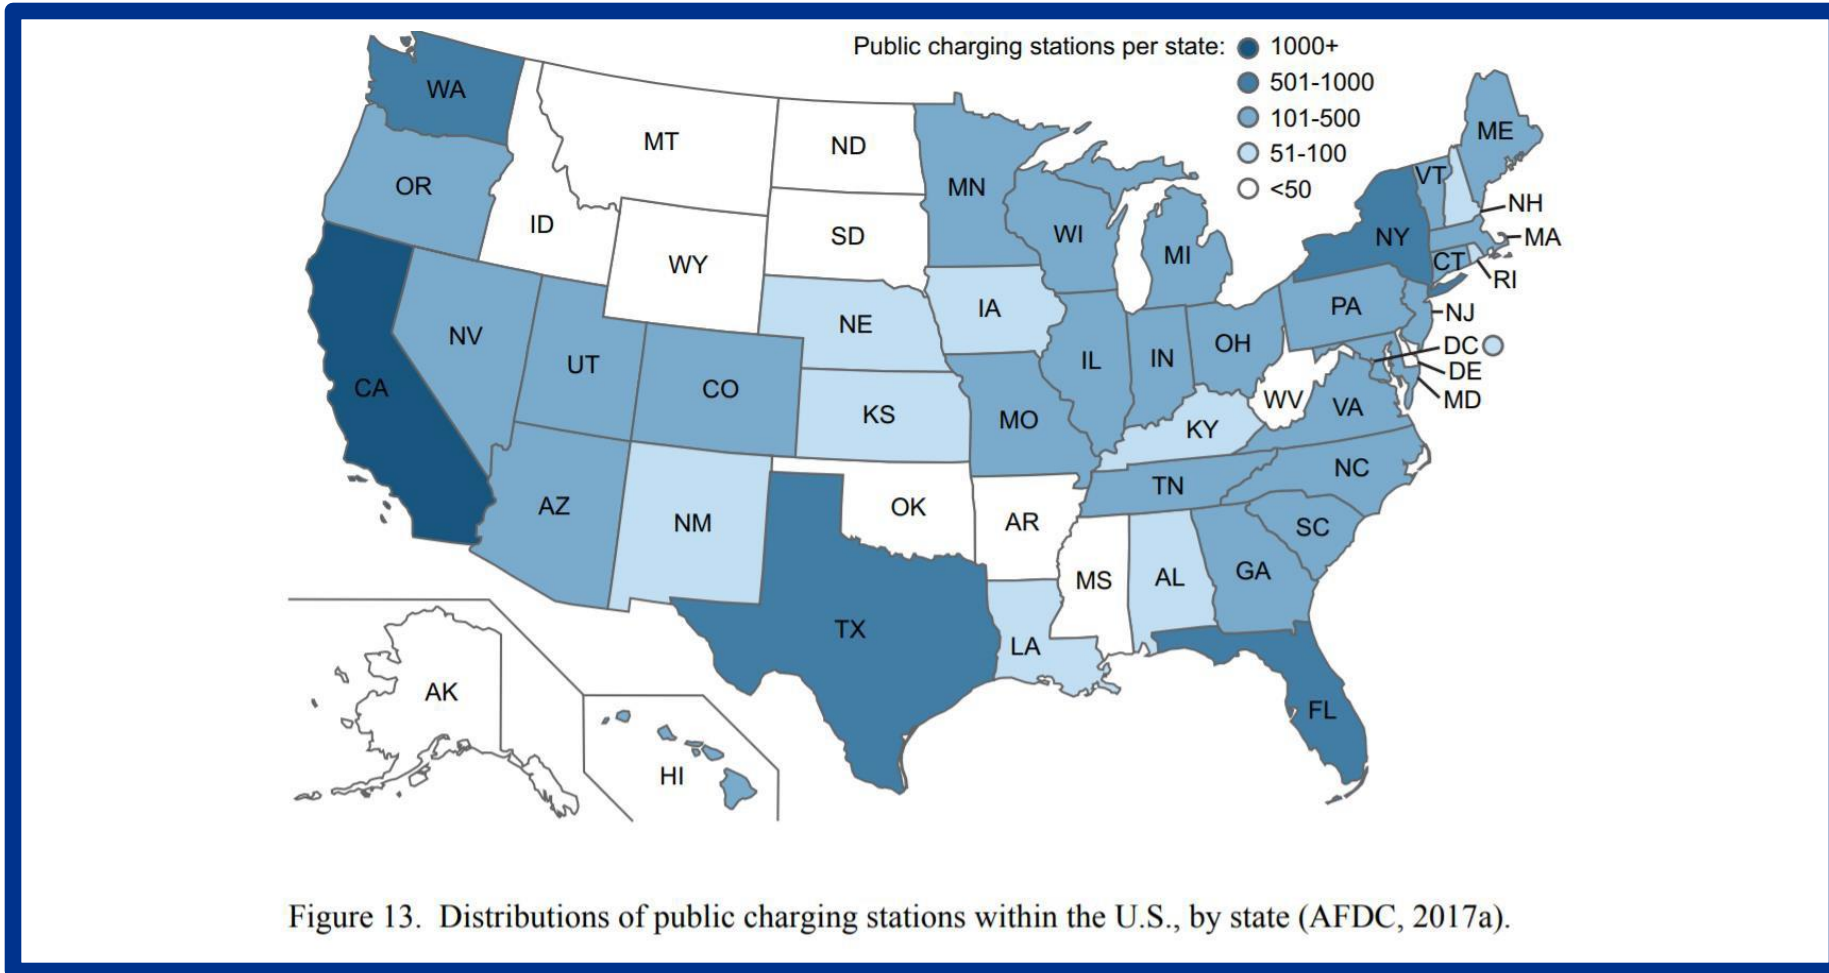 Public charging stations per state:
1000+
501-1000
101-500
51-100
<50
WA
MT
ND
MN
ME
OR
ID
SD
WI
VT
NH
WY
MI
NY
MA
CT
RI
NE
IA
PA
NJ
NV
UT
CO
IL
IN
OH
DC
DE
MD
CA
KS
MO
WV
VA
KY
NC
TN
AZ
NM
OK
AR
SC
MS
AL
GA
TX
LA
AK
FL
HI
Figure 13. Distributions of public charging stations within the U.S., by state (AFDC, 2017a).